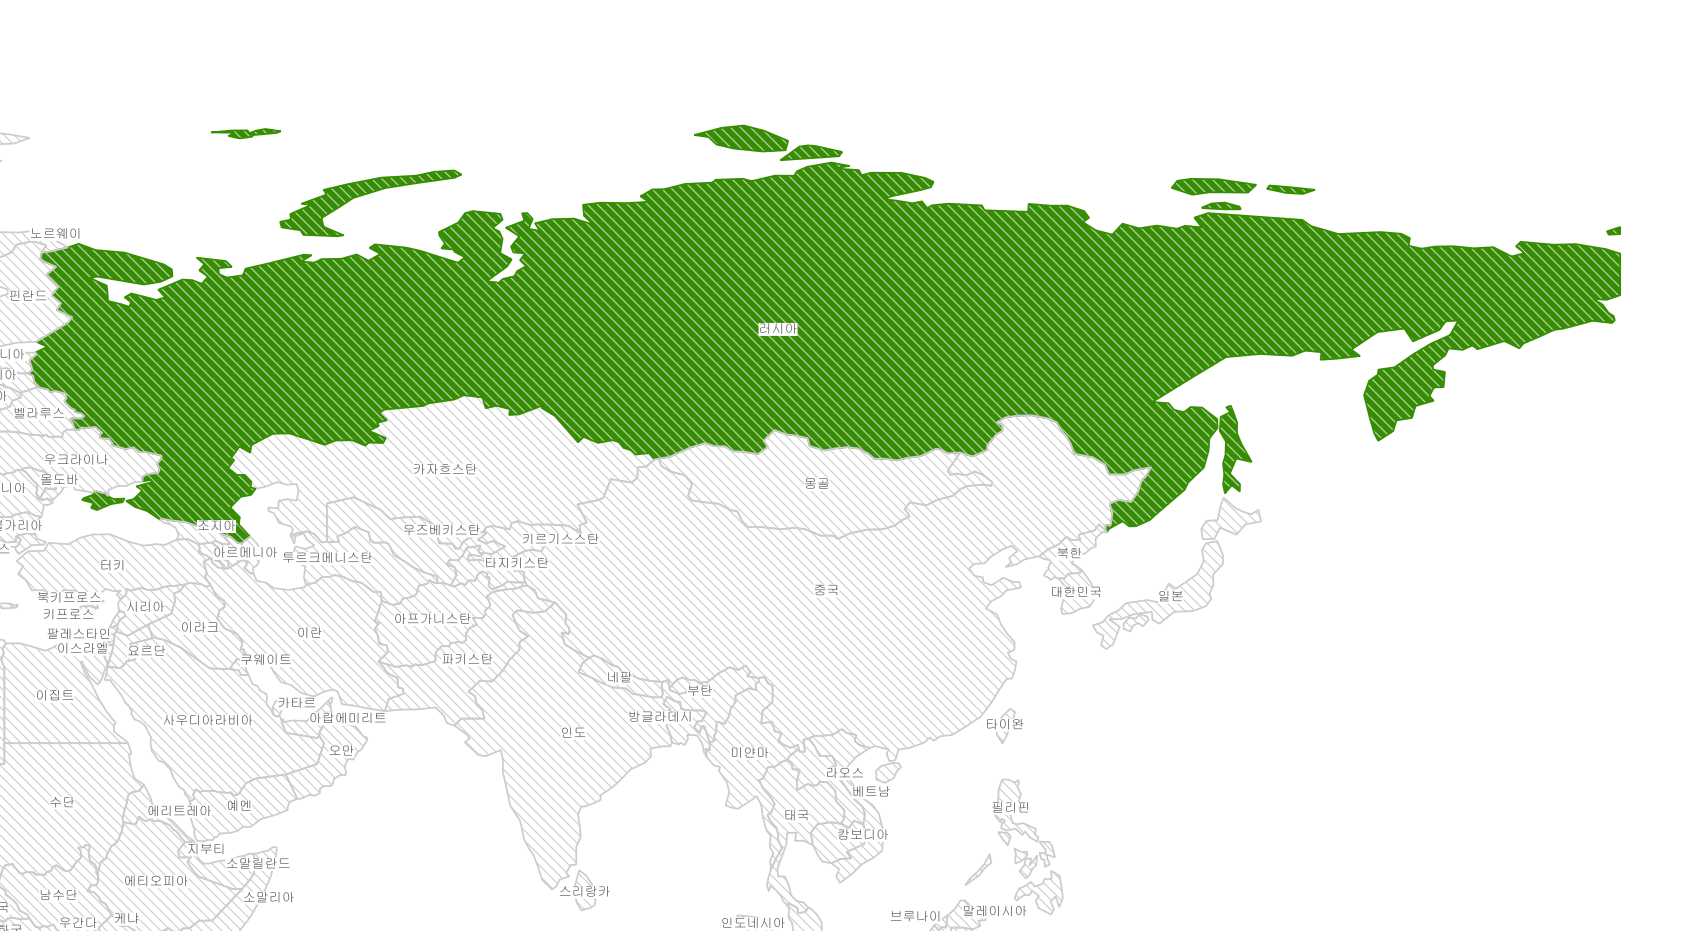 노르웨이
핀란드
러시아
니아
아
벨라루스
우크라이나
카자흐스탄
몰도바
몽골
니아
불가리아
조지아
우즈베키스탄
키르기스스탄
스
아르메니아
투르크메니스탄
북한
터키
타지키스탄
중국
대한민국
일본
북키프로스
시리아
키프로스
아프가니스탄
이라크
이란
팔레스타인
이스라엘
요르단
쿠웨이트
파키스탄
네팔
부탄
이집트
카타르
사우디아라비아
아랍에미리트
방글라데시
타이완
인도
오만
미얀마
라오스
베트남
수단
에리트레아
예멘
필리핀
태국
캄보디아
지부티
소말릴란드
에티오피아
스리랑카
남수단
소말리아
국
말레이시아
브루나이
케냐
우간다
인도네시아